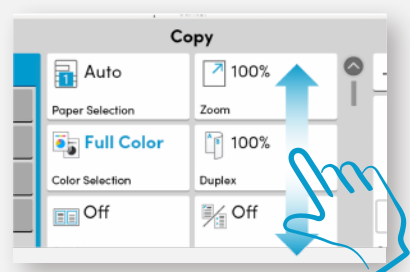 Copy
Auto
100%
Paper Selection
Zoom
Full Color
100%
Color Selection
Duplex
Off
Off